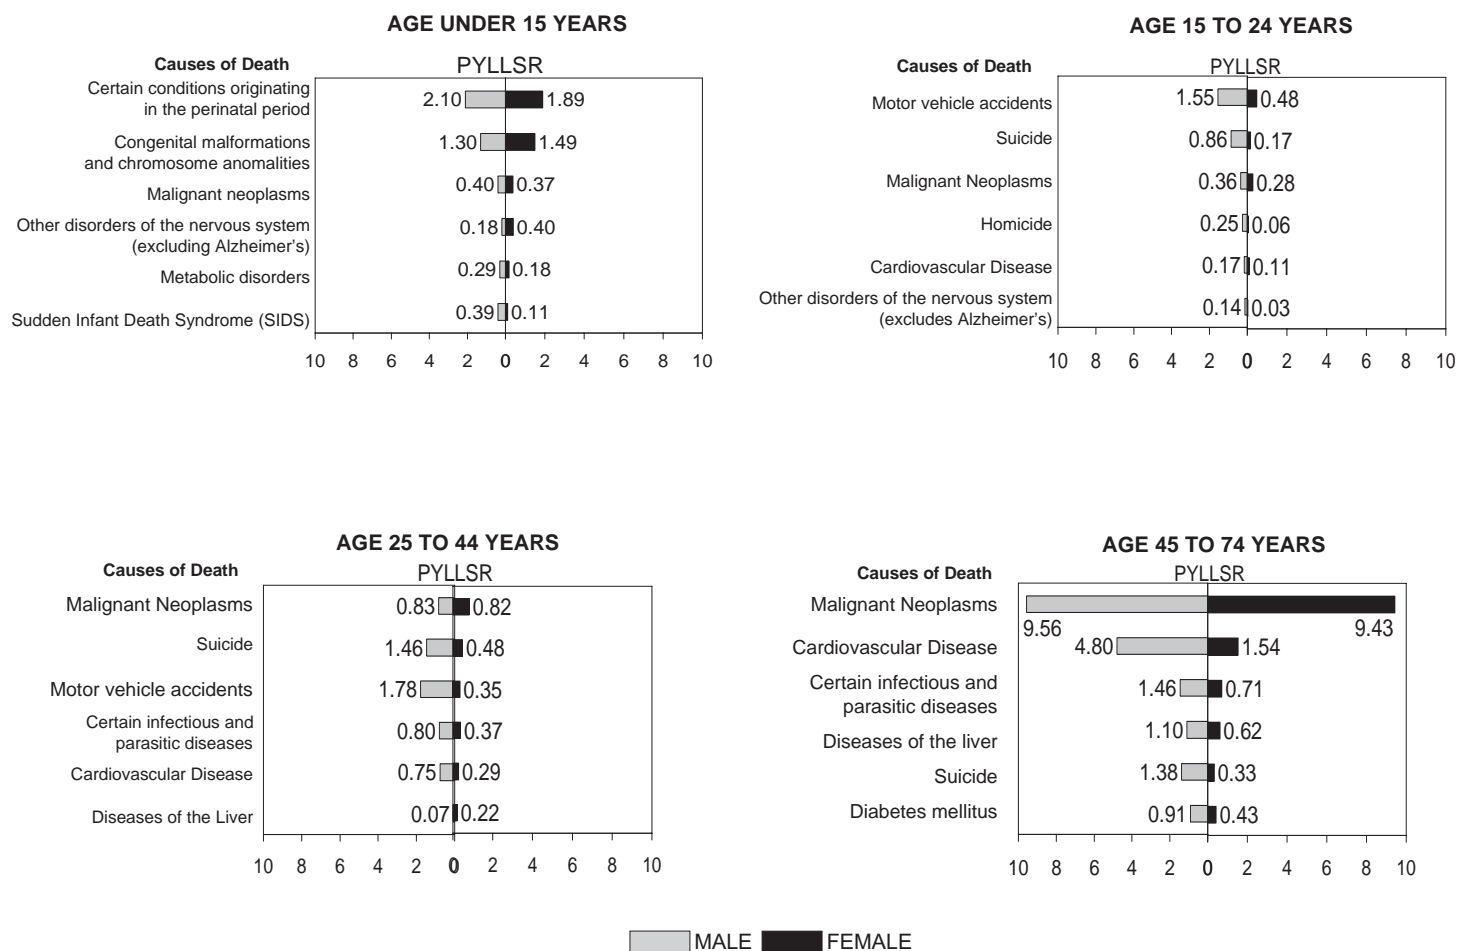 AGE UNDER 15 YEARS
Causes of Death
PYLLSR
Certain conditions originating
in the perinatal period
2.10 1.89
Congenital malformations
and chromosome anomalities
1.30 1.49
Malignant neoplasms
0.40 0.37
Other disorders of the nervous system
(excluding Alzheimer's)
0.18 0.40
Metabolic disorders
0.29 0.18
Sudden Infant Death Syndrome (SIDS)
0.39 0.11
10 8 6 4 2 0 2 4 6 8 10
AGE 15 TO 24 YEARS
Causes of Death
PYLLSR
Motor vehicle accidents
1.55 0.48
Suicide
0.86 0.17
Malignant Neoplasms
0.36 0.28
Homicide
0.25 0.06
Cardiovascular Disease
0.17 0.11
Other disorders of the nervous system
(excludes Alzheimer's)
0.14 0.03
10 8 6 4 2 0 2 4 6 8 10
AGE 25 TO 44 YEARS
Causes of Death
PYLLSR
Malignant Neoplasms
0.83 0.82
Suicide
1.46 0.48
Motor vehicle accidents
1.78 0.35
Certain infectious and
parasitic diseases
0.80 0.37
Cardiovascular Disease
0.75 0.29
Diseases of the Liver
0.07 0.22
10 8 6 4 2 0 2 4 6 8 10
AGE 45 TO 74 YEARS
Causes of Death
PYLLSR
Malignant Neoplasms
9.56 9.43
Cardiovascular Disease
4.80 1.54
Certain infectious and
parasitic diseases
1.46 0.71
Diseases of the liver
1.10 0.62
Suicide
1.38 0.33
Diabetes mellitus
0.91 0.43
10 8 6 4 2 0 2 4 6 8 10
MALE FEMALE